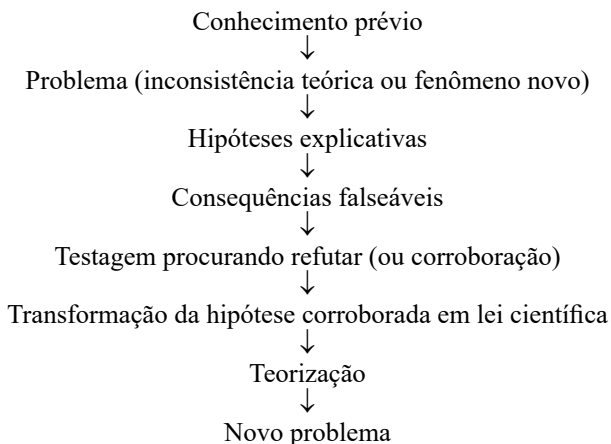 Conhecimento prévio
↓
Problema (inconsistência teórica ou fenômeno novo)
↓
Hipóteses explicativas
↓
Consequências falseáveis
↓
Testagem procurando refutar (ou corroboração)
↓
Transformação da hipótese corroborada em lei científica
↓
Teorização
↓
Novo problema